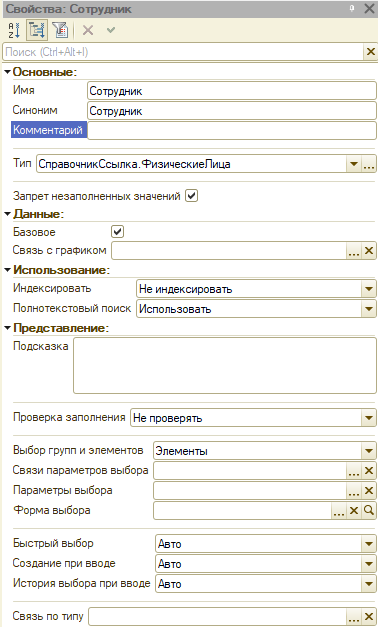 Свойства: Сотрудник
Поиск (Ctrl+Alt+I)
Основные:
Имя Сотрудник
Синоним Сотрудник
Комментарий
Тип СправочникСсылка.ФизическиеЛица
Запрет незаполненных значений
Данные:
Базовое
Связь с графиком
Использование:
Индексировать Не индексировать
Полнотекстовый поиск Использовать
Представление:
Подсказка
Проверка заполнения Не проверять
Выбор групп и элементов Элементы
Связи параметров выбора
Параметры выбора
Форма выбора
Быстрый выбор Авто
Создание при вводе Авто
История выбора при вводе Авто
Связь по типу